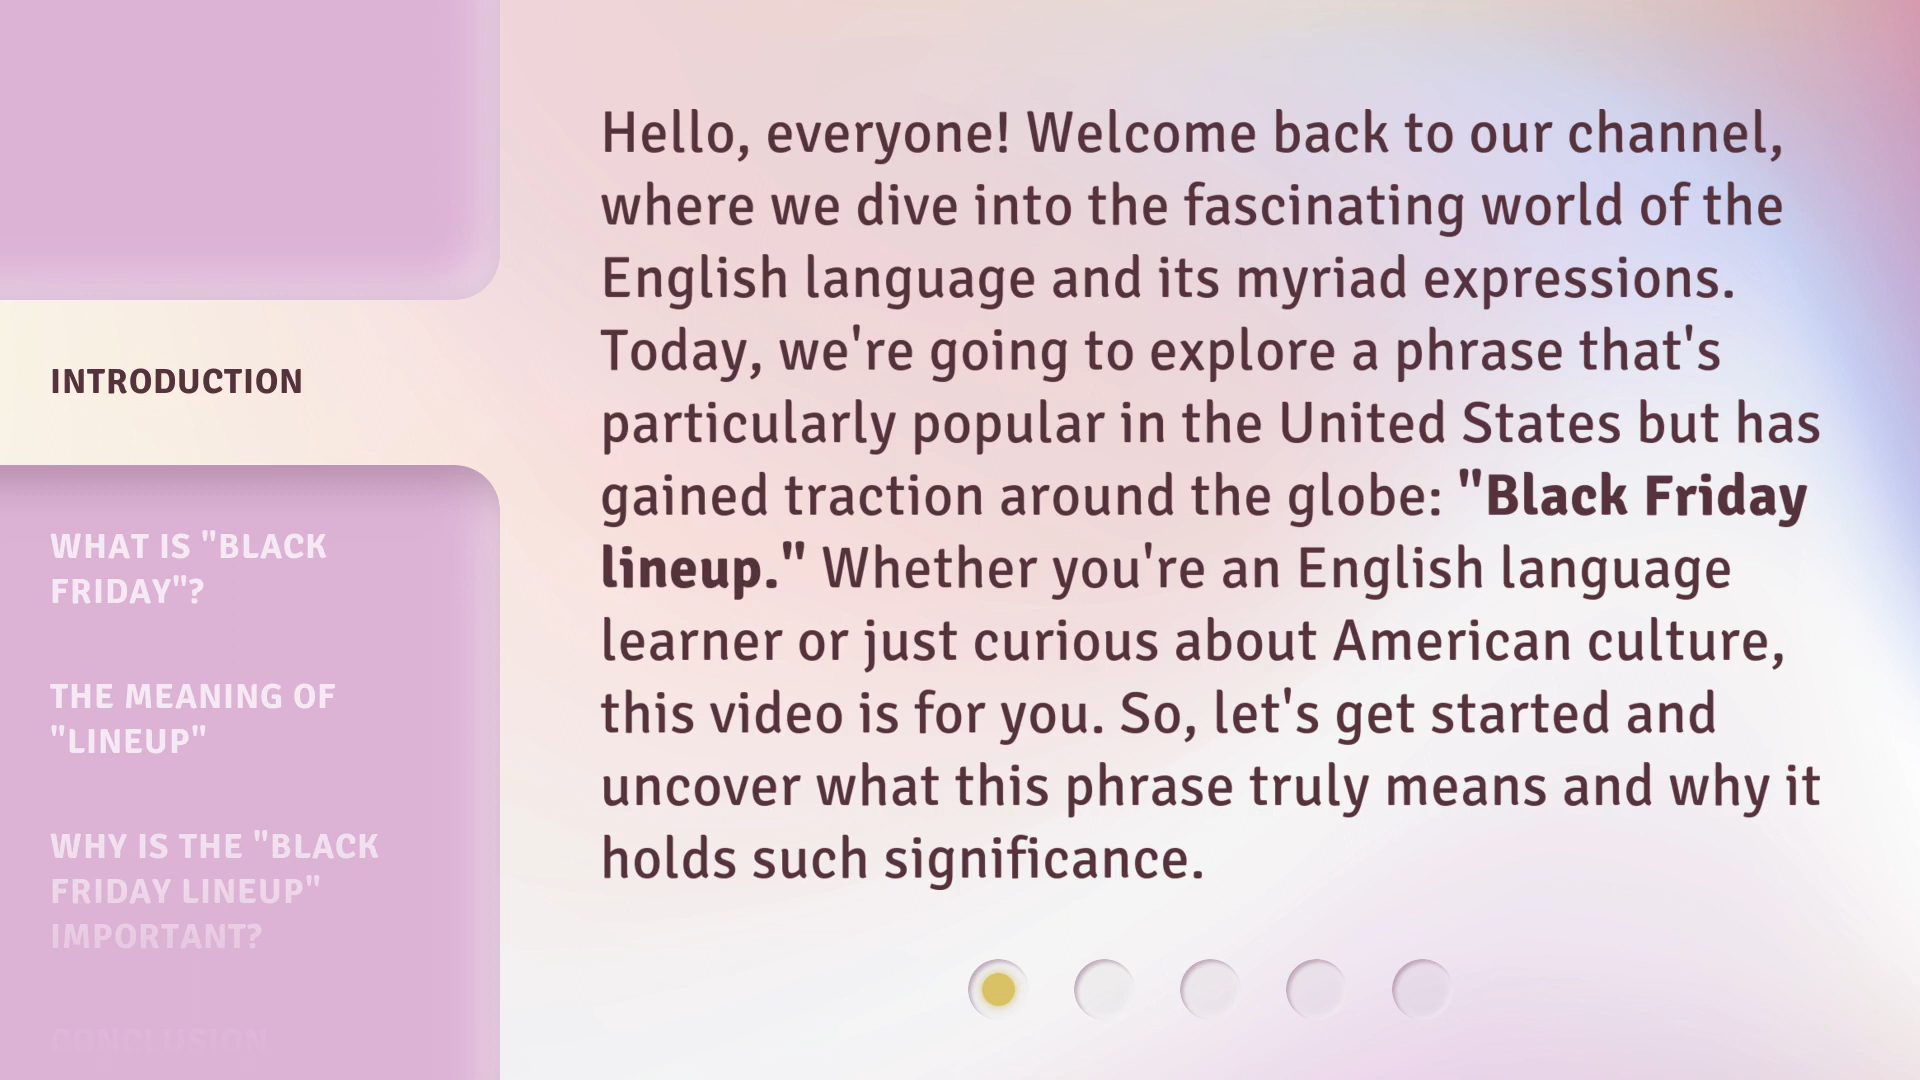 INTRODUCTION
WHAT IS "BLACK
FRIDAY"?
THE MEANING OF
"LINEUP"
WHY IS THE "BLACK
FRIDAY LINEUP"
IMPORTANT?
CONCLUSION
Hello, everyone! Welcome back to our channel,
where we dive into the fascinating world of the
English language and its myriad expressions.
Today, we're going to explore a phrase that's
particularly popular in the United States but has
gained traction around the globe: "Black Friday
lineup." Whether you're an English language
learner or just curious about American culture,
this video is for you. So, let's get started and
uncover what this phrase truly means and why it
holds such significance.